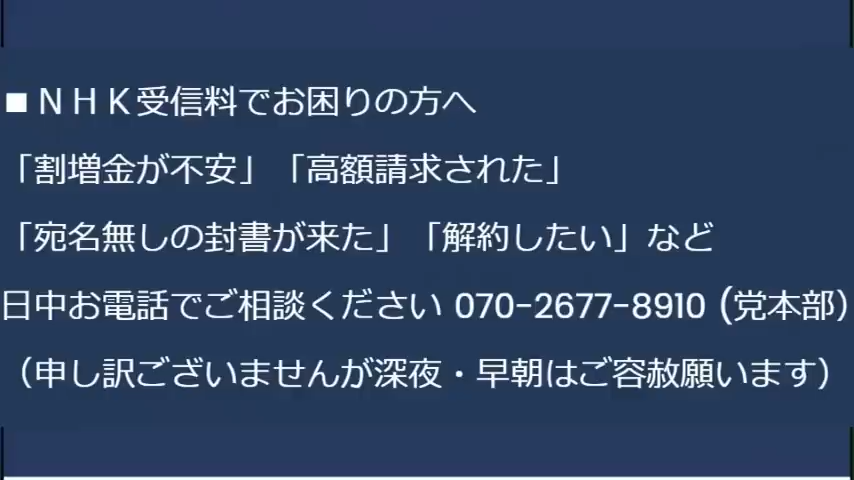 ■ＮＨＫ受信料でお困りの方へ
「割増金が不安」「高額請求された」
「宛名無しの封書が来た」「解約したい」など
日中お電話でご相談ください 070-2677-8910 (党本部)
（申し訳ございませんが深夜・早朝はご容赦願います）